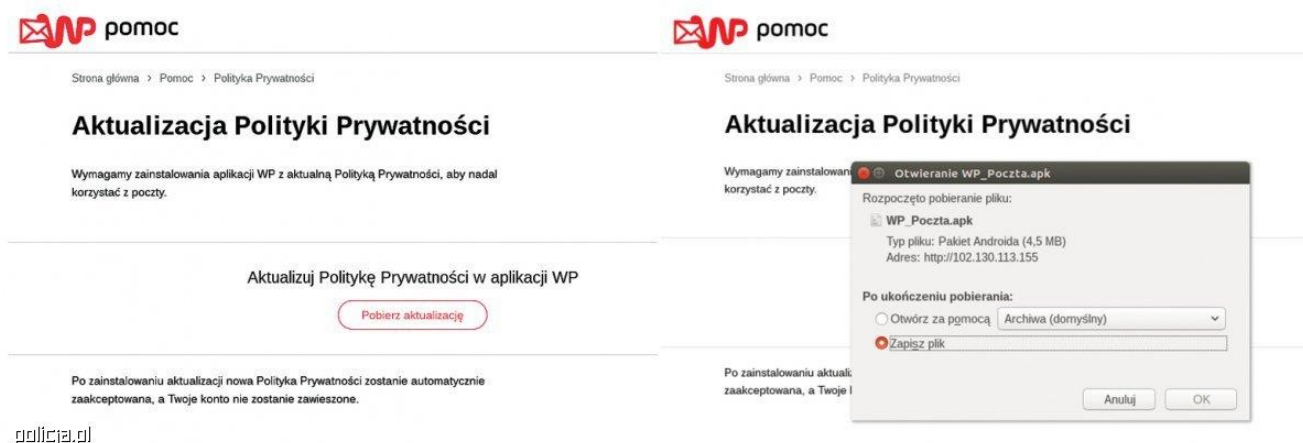 WP pomoc
Strona główna > Pomoc > Polityka Prywatności
Aktualizacja Polityki Prywatności
Wymagamy zainstalowania aplikacji WP z aktualną Polityką Prywatności, aby nadal
korzystać z poczty.
Aktualizuj Politykę Prywatności w aplikacji WP
Pobierz aktualizację
Po zainstalowaniu aktualizacji nowa Polityka Prywatności zostanie automatycznie
zaakceptowana, a Twoje konto nie zostanie zawieszone.
policja.pl
WP pomoc
Strona główna > Pomoc > Polityka Prywatności
Aktualizacja Polityki Prywatności
Wymagamy zainstalowan
korzystać z poczty.
Otwieranie WP_Poczta.apk
Rozpoczęto pobieranie pliku:
WP_Poczta.apk
Typ pliku: Pakiet Androida (4,5 MB)
Adres: http://102.130.113.155
Po ukończeniu pobierania:
Otwórz za pomocą Archiwa (domyślny)
Zapisz plik
Anuluj OK
Po zainstalowaniu aktuali
zaakceptowana, a Twoje